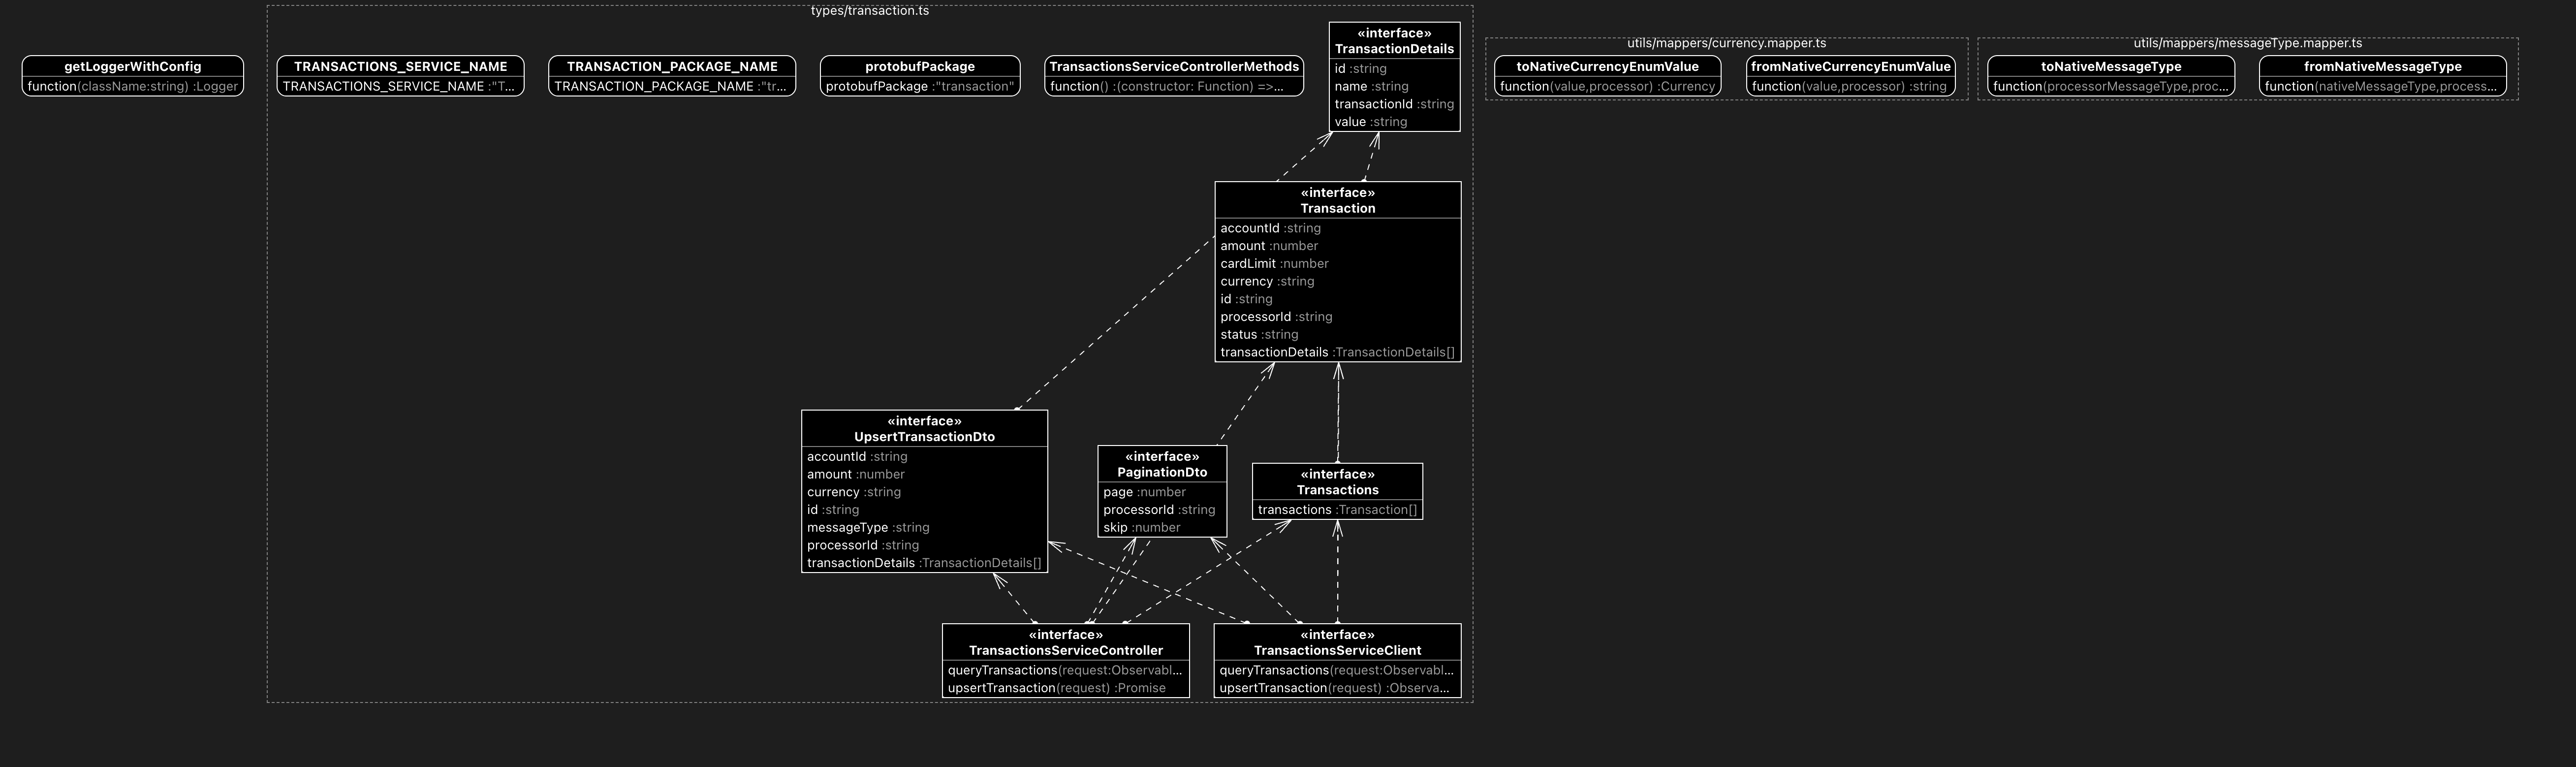 types/transaction.ts
getLoggerWithConfig
function(className:string) :Logger
TRANSACTIONS_SERVICE_NAME
TRANSACTIONS_SERVICE_NAME :"T...
TRANSACTION_PACKAGE_NAME
TRANSACTION_PACKAGE_NAME :"tr...
protobufPackage
protobufPackage :"transaction"
TransactionsServiceControllerMethods
function() :(constructor: Function) =>...
«interface»
TransactionDetails
id :string
name :string
transactionId :string
value :string
utils/mappers/currency.mapper.ts
toNativeCurrencyEnumValue
function(value,processor) :Currency
fromNativeCurrencyEnumValue
function(value,processor) :string
utils/mappers/messageType.mapper.ts
toNativeMessageType
function(processorMessageType,proc...
fromNativeMessageType
function(nativeMessageType,process...
«interface»
Transaction
accountId :string
amount :number
cardLimit :number
currency :string
id :string
processorId :string
status :string
transactionDetails :TransactionDetails[]
«interface»
UpsertTransactionDto
accountId :string
amount :number
currency :string
id :string
messageType :string
processorId :string
transactionDetails :TransactionDetails[]
«interface»
PaginationDto
page :number
processorId :string
skip :number
«interface»
Transactions
transactions :Transaction[]
«interface»
TransactionsServiceController
queryTransactions(request:Observabl...
upsertTransaction(request) :Promise
«interface»
TransactionsServiceClient
queryTransactions(request:Observabl...
upsertTransaction(request) :Observa...